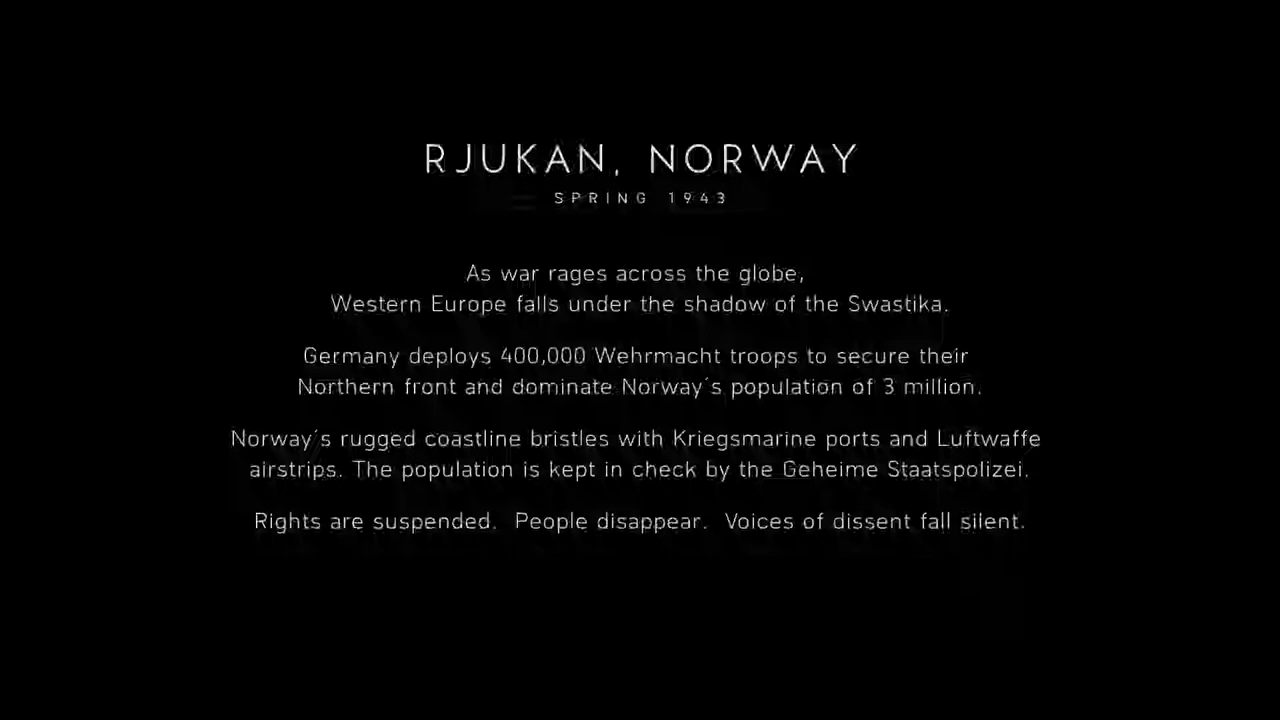 RJUKAN, NORWAY
SPRING 1943
As war rages across the globe,
Western Europe falls under the shadow of the Swastika.
Germany deploys 400,000 Wehrmacht troops to secure their
Northern front and dominate Norway´s population of 3 million.
Norway´s rugged coastline bristles with Kriegsmarine ports and Luftwaffe
airstrips. The population is kept in check by the Geheime Staatspolizei.
Rights are suspended. People disappear. Voices of dissent fall silent.